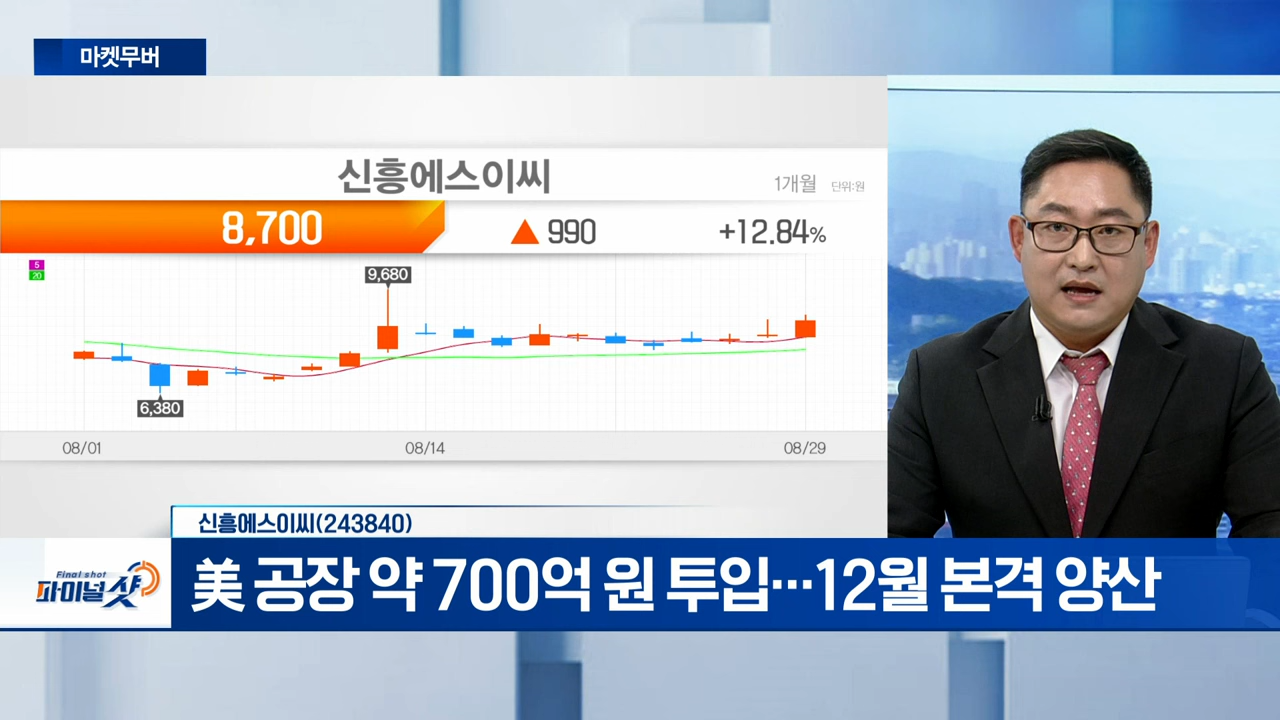 마켓무버
신흥에스이씨
1개월 단위:원
8,700 ▲ 990 +12.84%
5
20
9,680
6,380
08/01 08/14 08/29
신흥에스이씨(243840)
Final shot
파이널샷
美 공장 약 700억 원 투입…12월 본격 양산